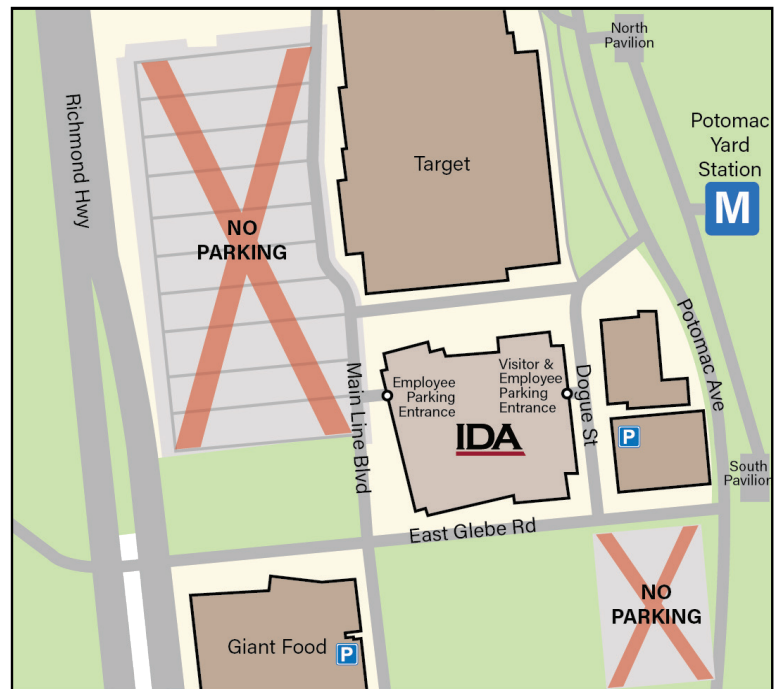 North
Pavilion
Potomac
Yard
Station
M
Richmond Hwy
Target
NO
PARKING
Potomac Ave
Main Line Blvd
Employee
Parking
Entrance
Visitor &
Employee
Parking
Entrance
Dogue St
IDA
P
South
Pavilion
East Glebe Rd
NO
PARKING
Giant Food
P